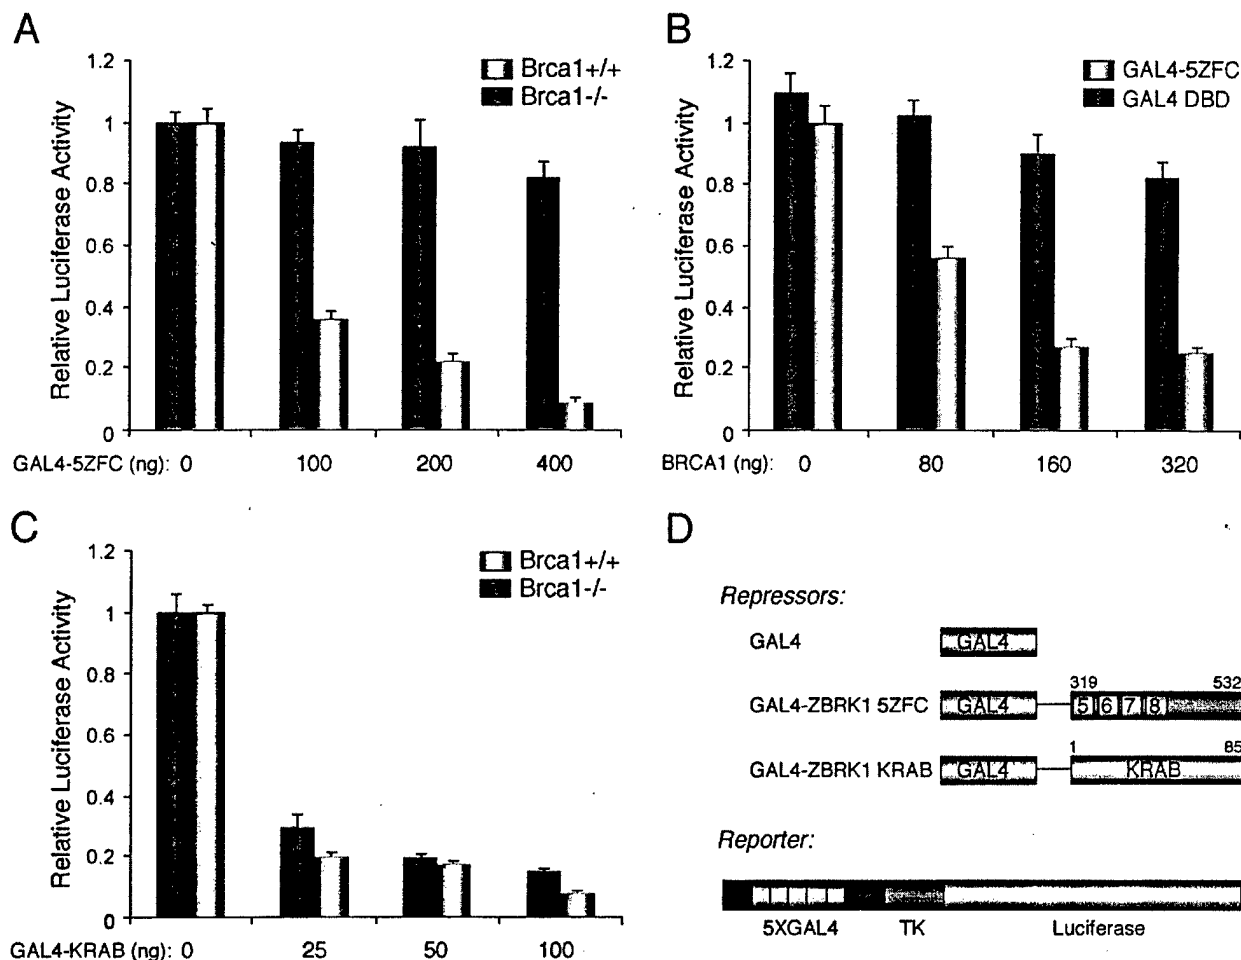 A
1.2
1
0.8
0.6
0.4
0.2
0
Relative Luciferase Activity
Brca1+/+
Brca1-/-
GAL4-5ZFC (ng): 0 100 200 400
B
1.2
1
0.8
0.6
0.4
0.2
0
Relative Luciferase Activity
GAL4-5ZFC
GAL4 DBD
BRCA1 (ng): 0 80 160 320
C
1.2
1
0.8
0.6
0.4
0.2
0
Relative Luciferase Activity
Brca1+/+
Brca1-/-
GAL4-KRAB (ng): 0 25 50 100
D
Repressors:
GAL4 GAL4
319 532
GAL4-ZBRK1 5ZFC GAL4 5 6 7 8
1 85
GAL4-ZBRK1 KRAB GAL4 KRAB
Reporter:
5XGAL4 TK Luciferase